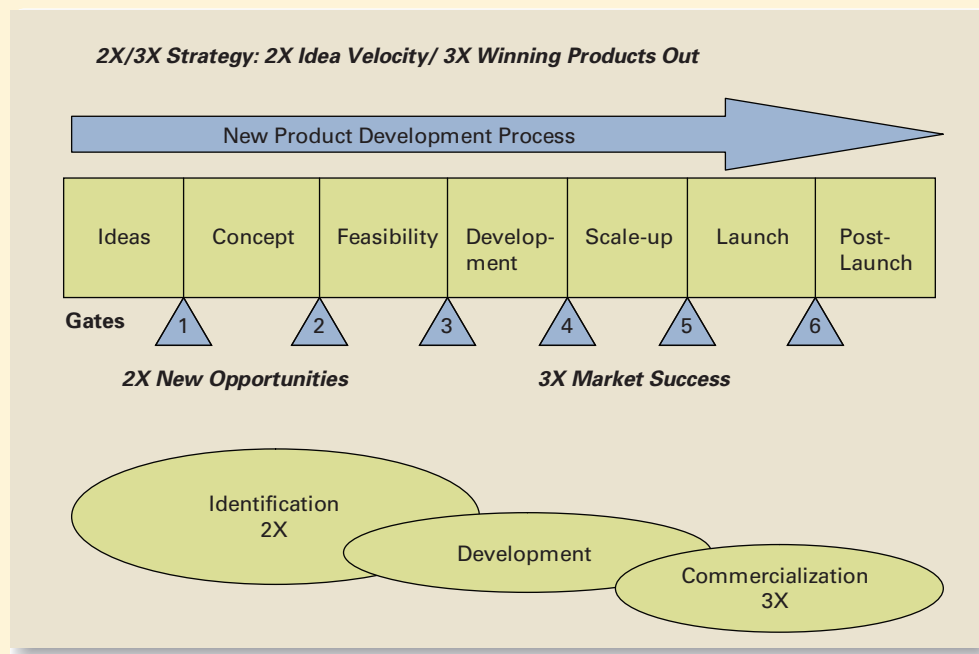 2X/3X Strategy: 2X Idea Velocity/ 3X Winning Products Out
New Product Development Process
Ideas
Concept
Feasibility
Develop-
ment
Scale-up
Launch
Post-
Launch
Gates
1
2
3
4
5
6
2X New Opportunities
3X Market Success
Identification
2X
Development
Commercialization
3X